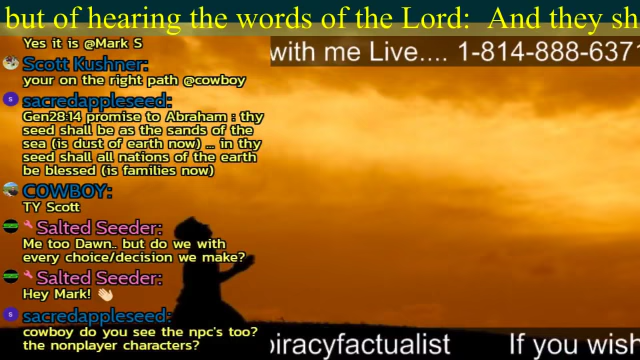 but of hearing the words of the Lord: And they sh
with me Live.... 1-814-888-637
Yes it is @Mark S
Scott Kushner:
your on the right path @cowboy
sacredappleseed:
Gen28:14 promise to Abraham : thy
seed shall be as the sands of the
sea (is dust of earth now) ... in thy
seed shall all nations of the earth
be blessed (is families now)
COWBOY:
TY Scott
Salted Seeder:
Me too Dawn.. but do we with
every choice/decision we make?
Salted Seeder:
Hey Mark! 👋🏼
sacredappleseed:
cowboy do you see the npc's too?
the nonplayer characters?
piracyfactualist If you wish